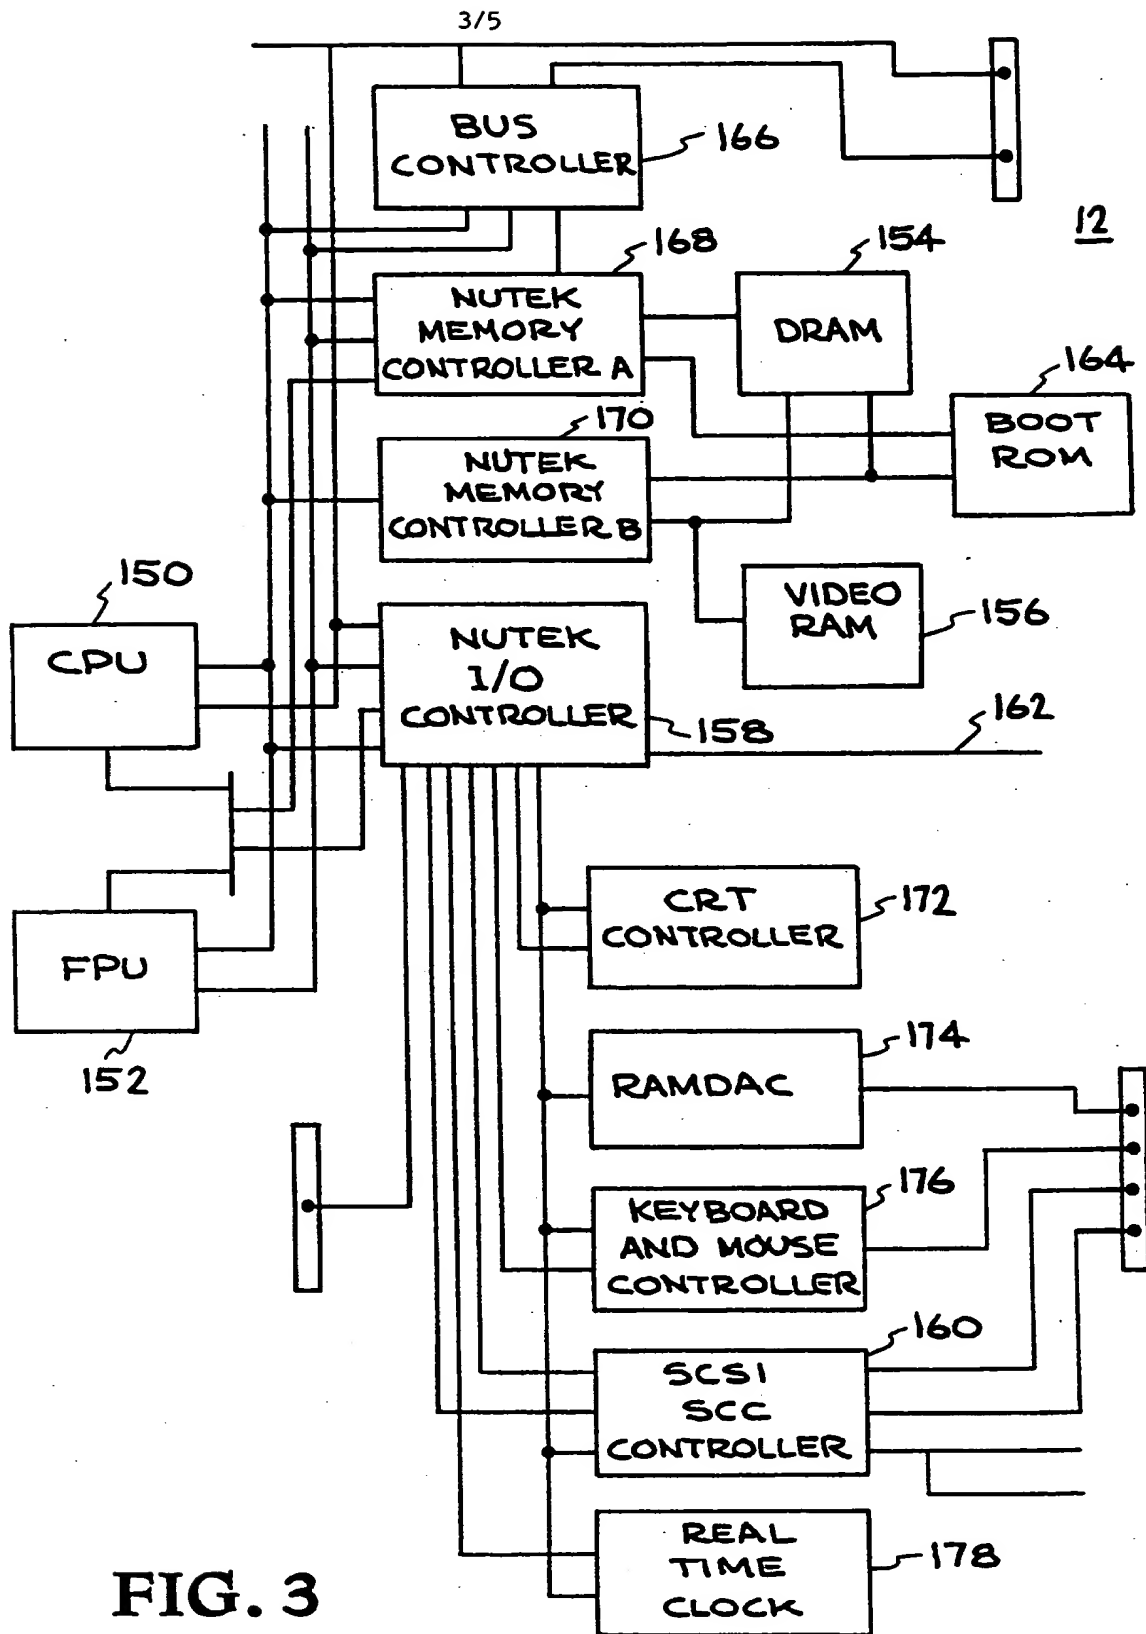 3/5
BUS
CONTROLLER
166
12
168
154
NUTEK
MEMORY
CONTROLLER A
DRAM
164
BOOT
ROM
170
NUTEK
MEMORY
CONTROLLER B
150
CPU
VIDEO
RAM
156
NUTEK
I/O
CONTROLLER
158
162
CRT
CONTROLLER
172
FPU
152
174
RAMDAC
176
KEYBOARD
AND MOUSE
CONTROLLER
160
SCSI
SCC
CONTROLLER
REAL
TIME
CLOCK
178
FIG. 3